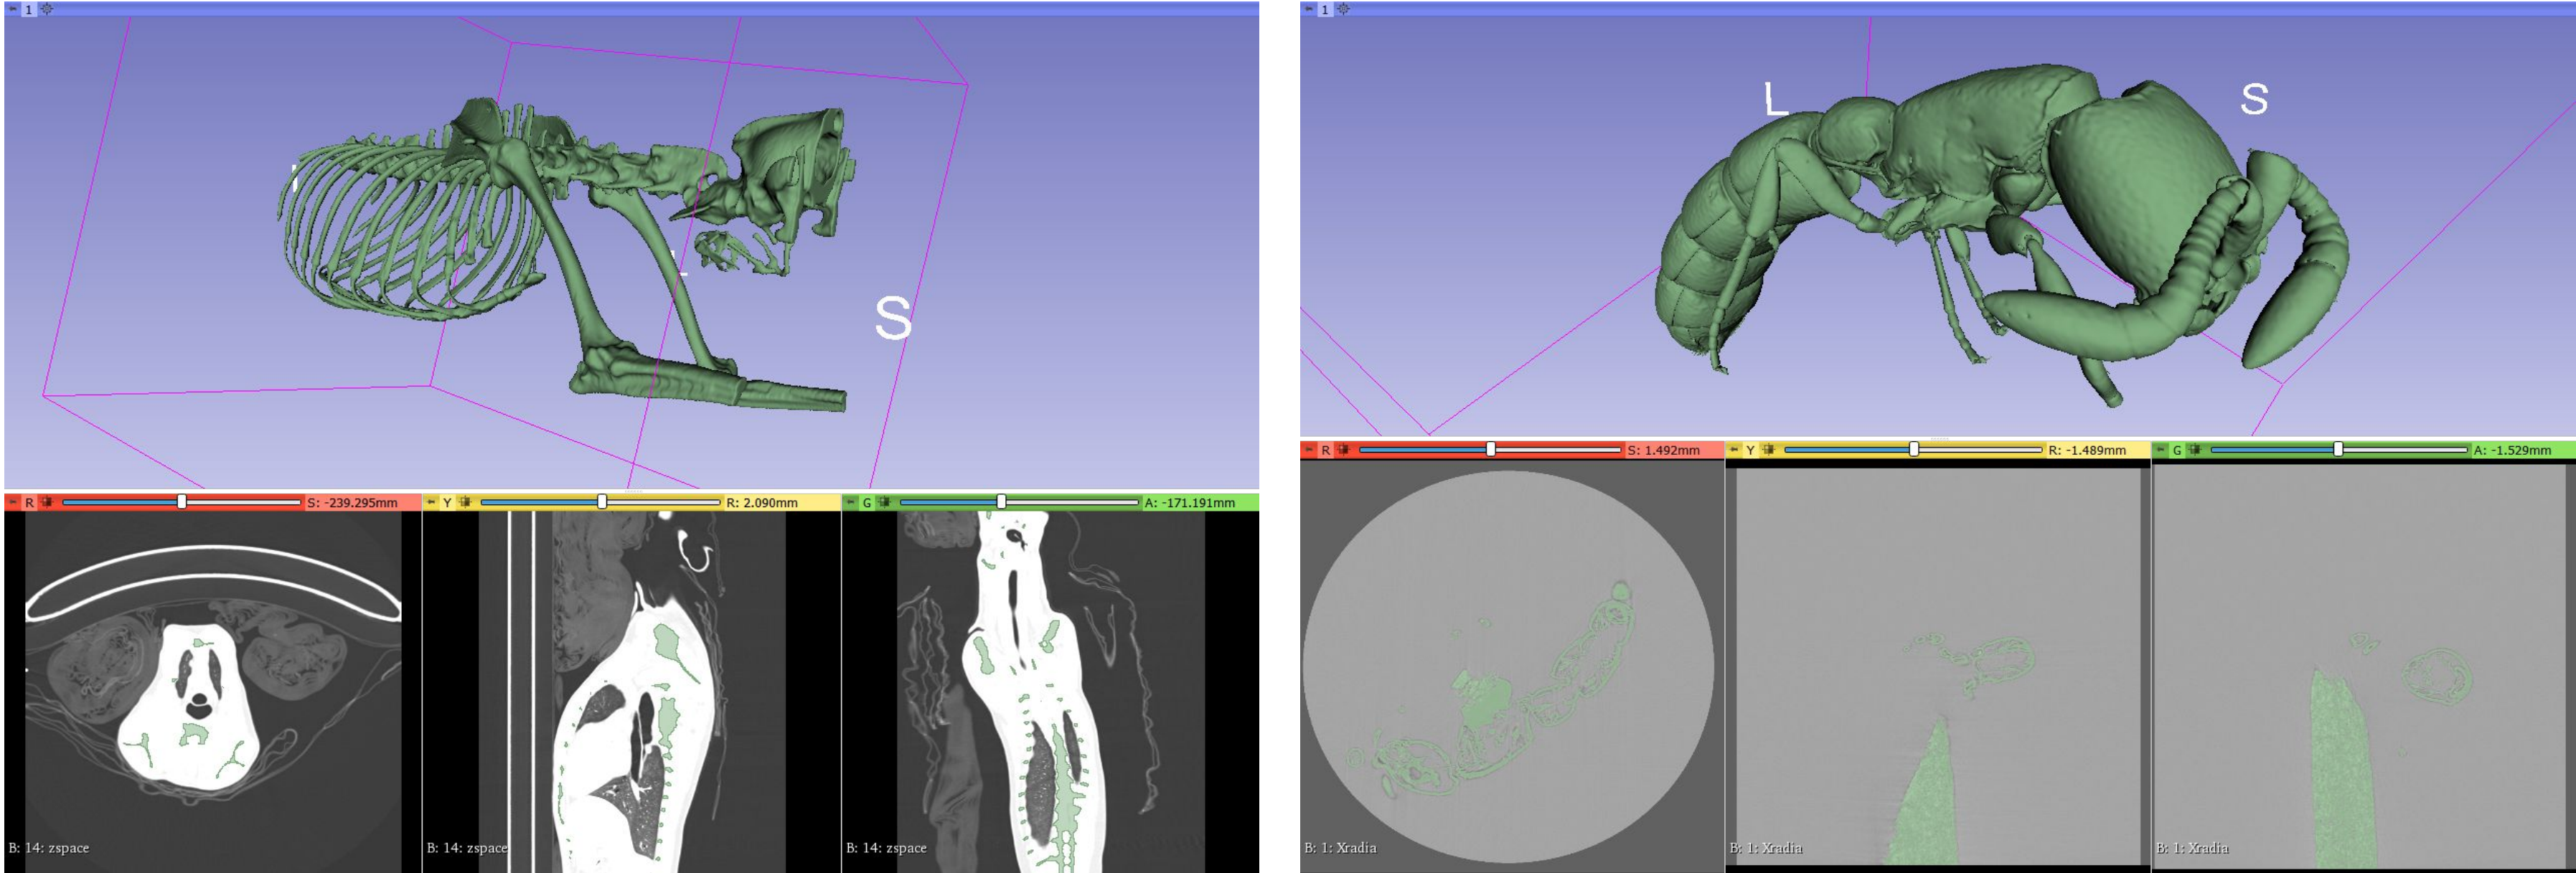 1
S
L
R
S: -239.295mm
Y
R: 2.090mm
G
A: -171.191mm
B: 14: zspace
B: 14: zspace
B: 14: zspace
1
L
S
R
S: 1.492mm
Y
R: -1.489mm
G
A: -1.529mm
B: 1: Xradia
B: 1: Xradia
B: 1: Xradia